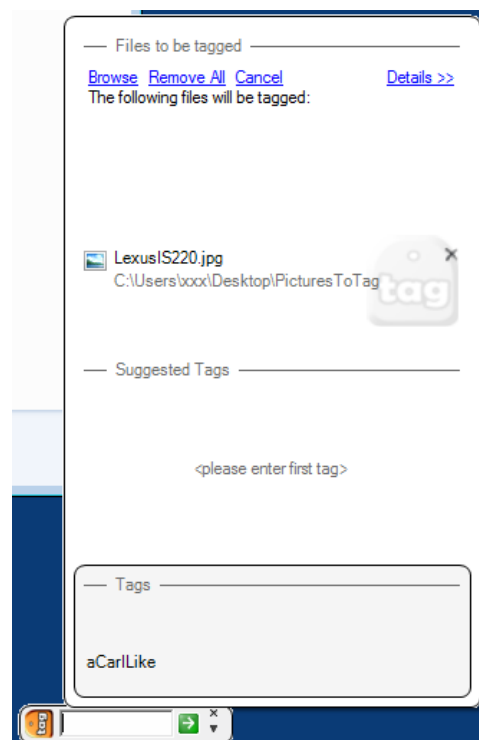 Files to be tagged
Browse Remove All Cancel Details >>
The following files will be tagged:
LexusIS220.jpg
C:\Users\xxx\Desktop\PicturesToTag
tag
Suggested Tags
<please enter first tag>
Tags
aCarILike
tag